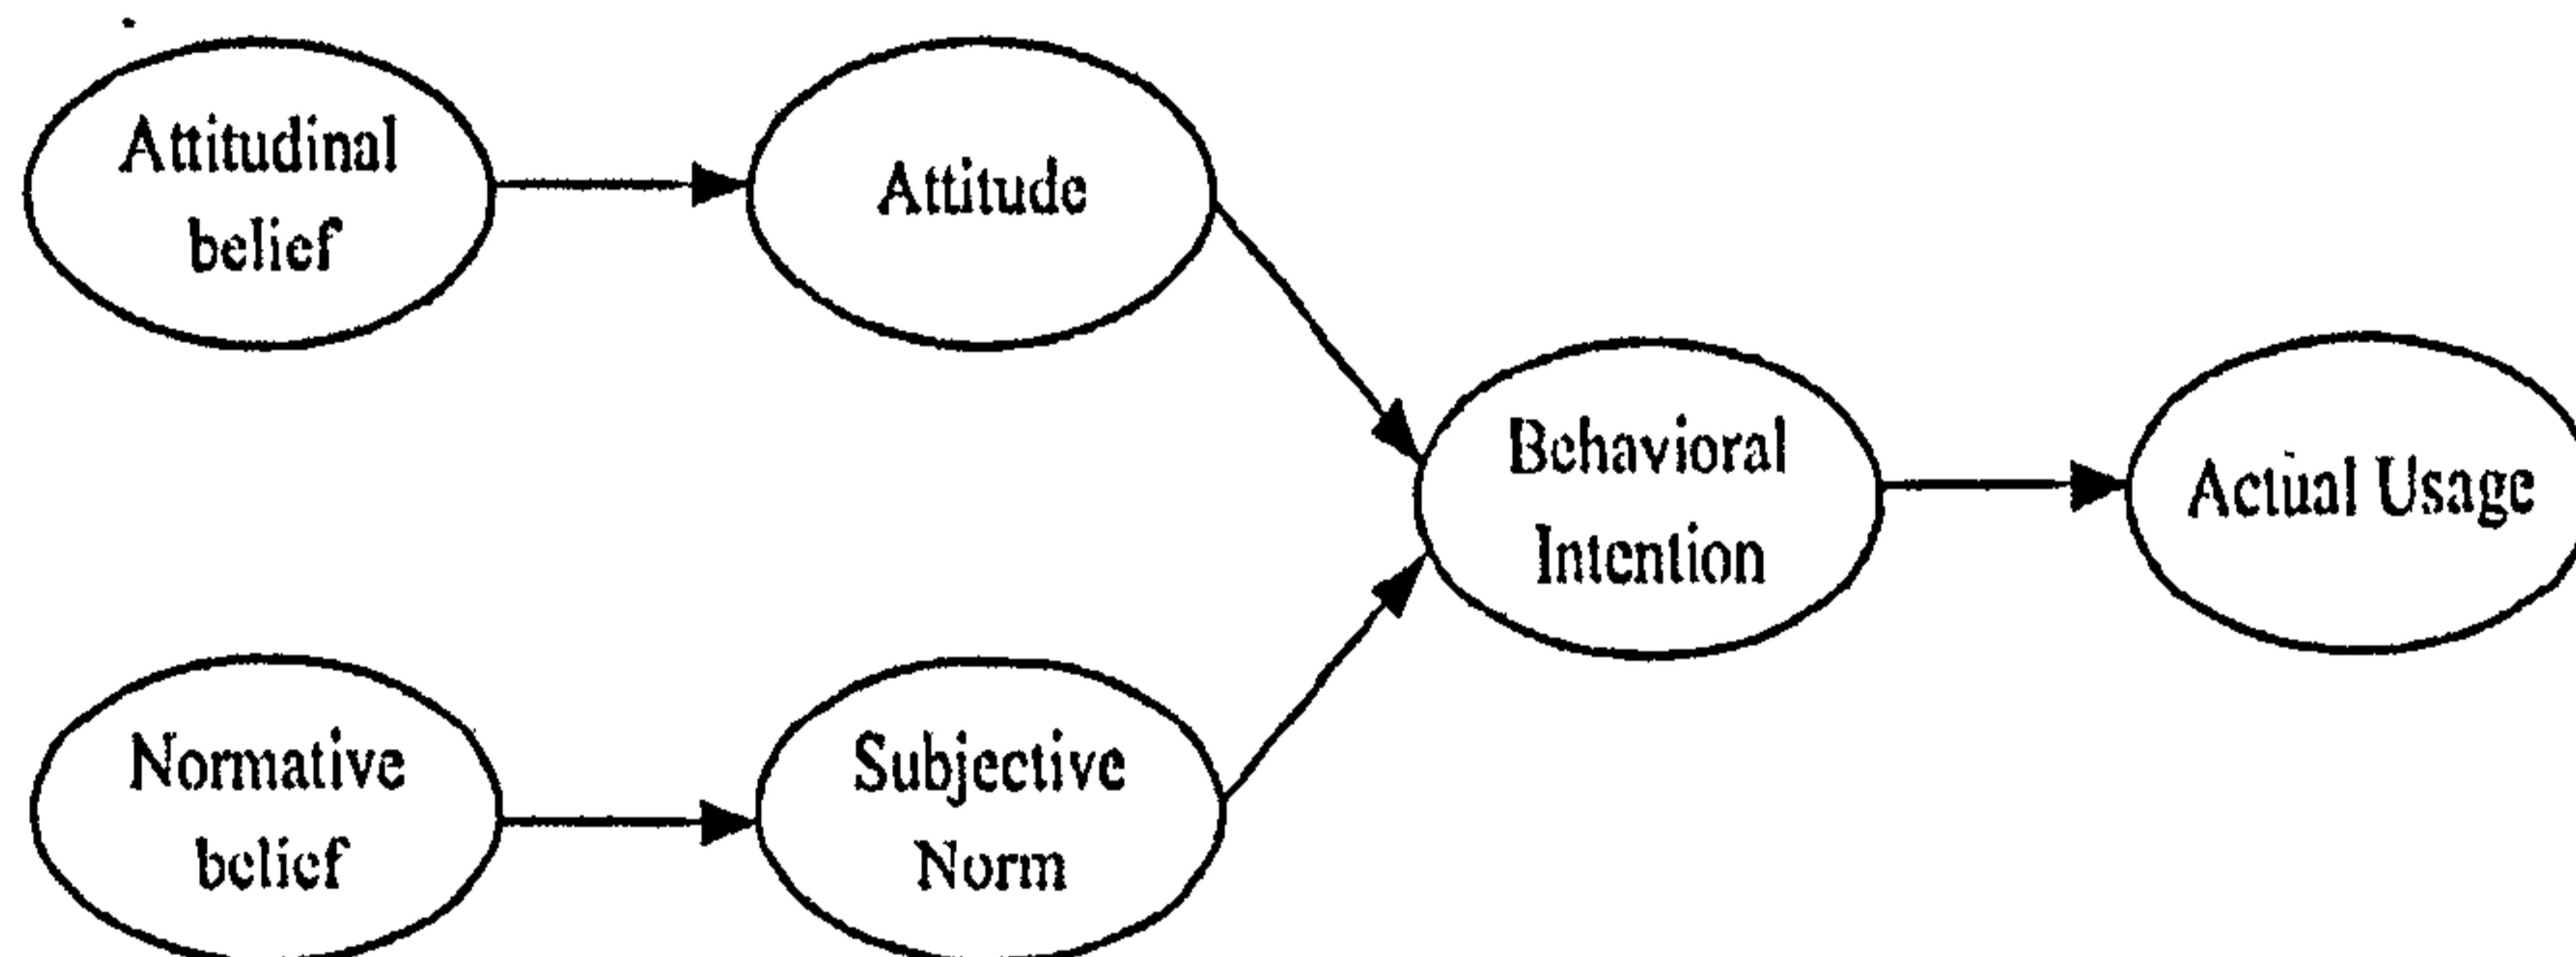 Attitudinal
belief
Attitude
Behavioral
Intention
Actual Usage
Normative
belief
Subjective
Norm